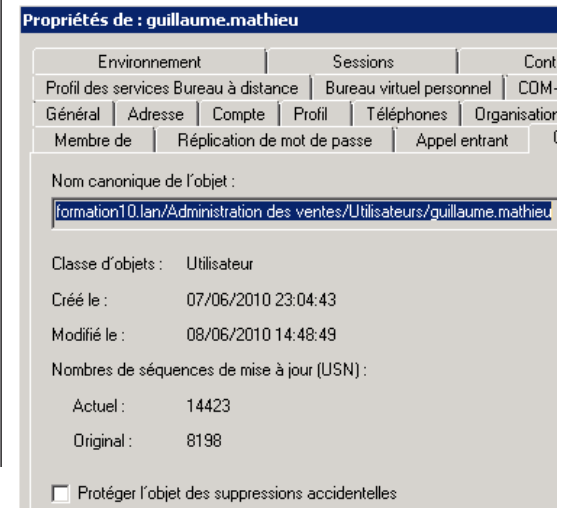 Propriétés de : guillaume.mathieu
Environnement Sessions Cont
Profil des services Bureau à distance Bureau virtuel personnel COM-
Général Adresse Compte Profil Téléphones Organisation
Membre de Réplication de mot de passe Appel entrant
Nom canonique de l'objet :
formation10.lan/Administration des ventes/Utilisateurs/guillaume.mathieu
Classe d'objets : Utilisateur
Créé le : 07/06/2010 23:04:43
Modifié le : 08/06/2010 14:48:49
Nombres de séquences de mise à jour (USN) :
Actuel : 14423
Original : 8198
Protéger l'objet des suppressions accidentelles